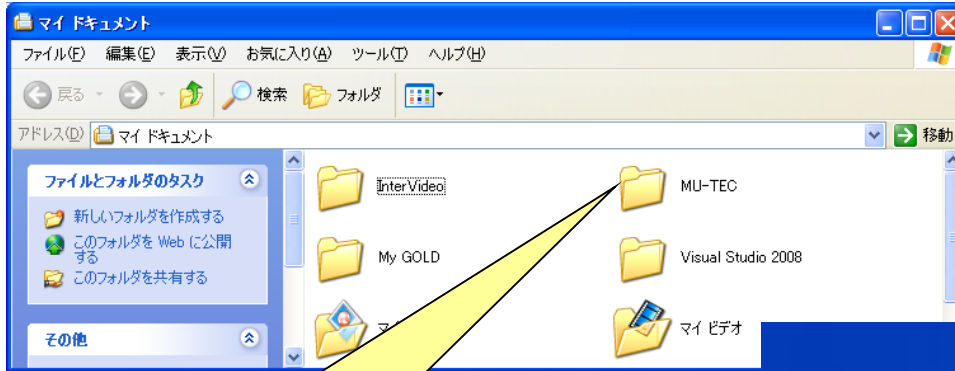 マイ ドキュメント
ファイル(F) 編集(E) 表示(V) お気に入り(A) ツール(T) ヘルプ(H)
戻る 検索 フォルダ
アドレス(D) マイ ドキュメント 移動
ファイルとフォルダのタスク
新しいフォルダを作成する
このフォルダを Web に公開
する
このフォルダを共有する
その他
InterVideo
MU-TEC
My GOLD
Visual Studio 2008
マイ ビデオ